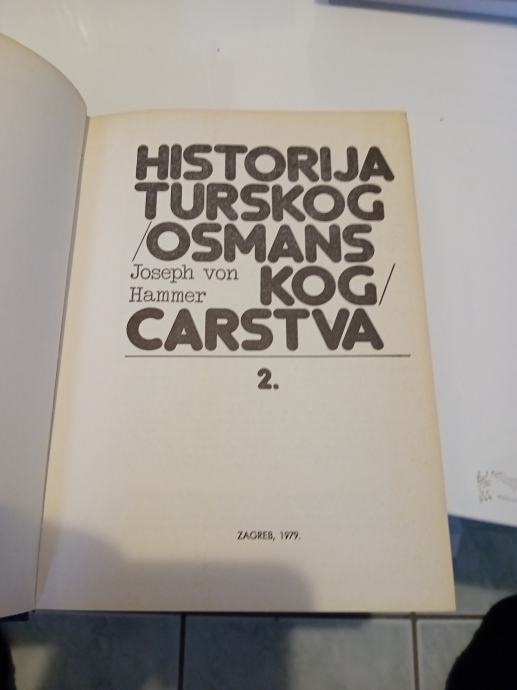 HISTORIJA
TURSKOG
/OSMANS
Joseph von
Hammer
KOG/
CARSTVA
2.
ZAGREB, 1979.